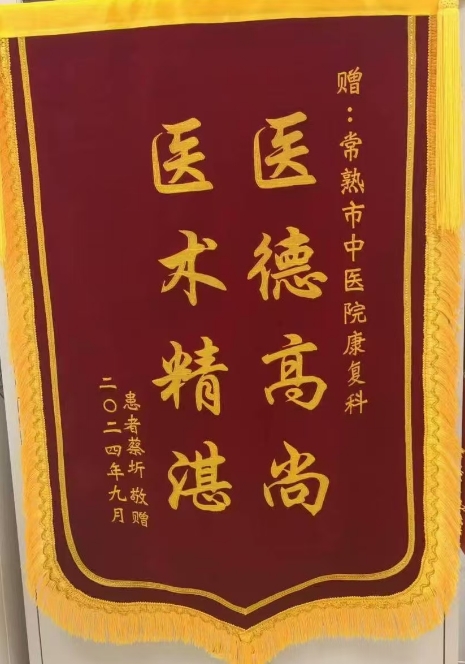 赠：常熟市中医院康复科
医德高尚
医术精湛
患者蔡圻 敬赠
二〇二四年九月